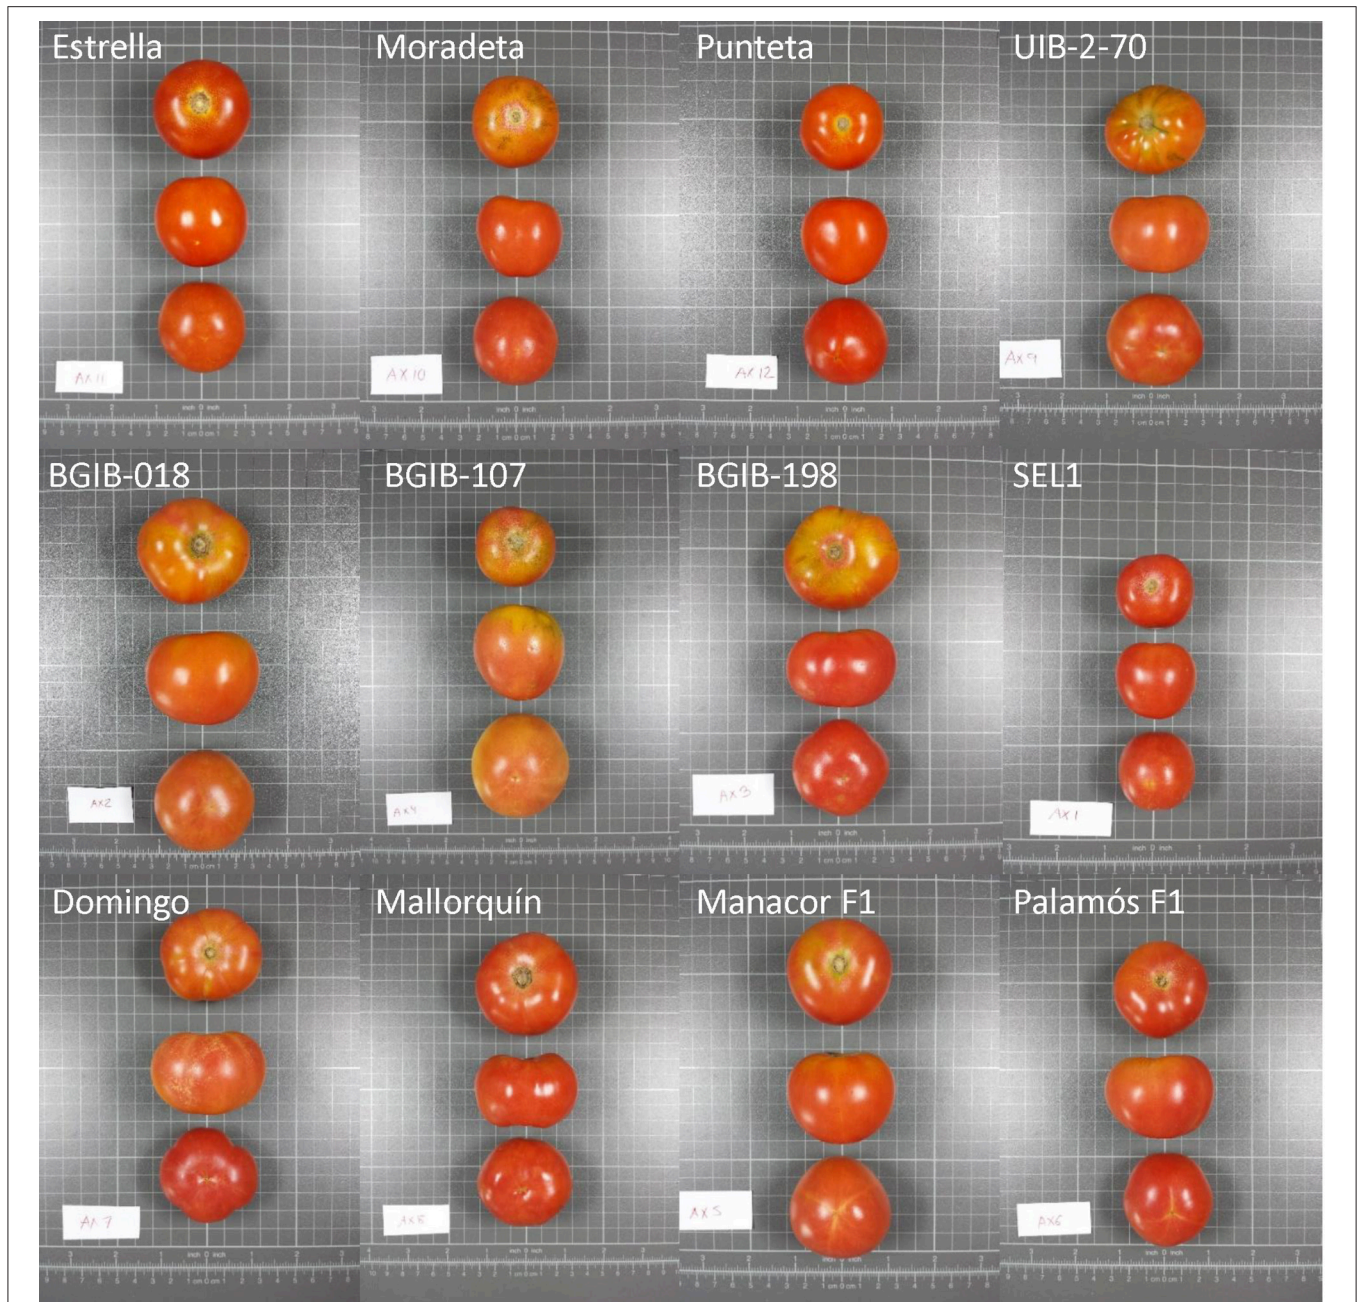 Estrella
Moradeta
Punteta
UIB-2-70
AX11
AX10
AX12
AX9
BGIB-018
BGIB-107
BGIB-198
SEL1
AX2
AX4
AX3
AX1
Domingo
Mallorquín
Manacor F1
Palamós F1
AX7
AX8
AX5
AX6